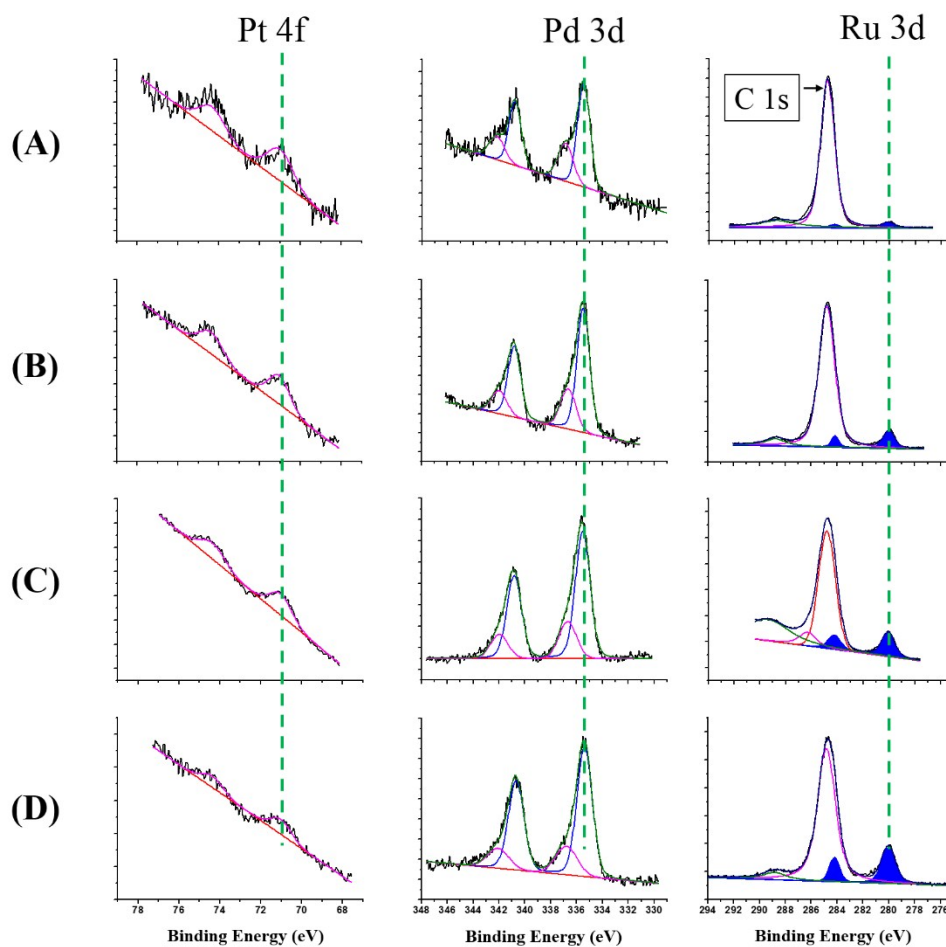 Pt 4f Pd 3d Ru 3d
C 1s
(A)
(B)
(C)
(D)
78 76 74 72 70 68
348 346 344 342 340 338 336 334 332 330
294 292 290 288 286 284 282 280 278
Binding Energy (eV) Binding Energy (eV) Binding Energy (eV)